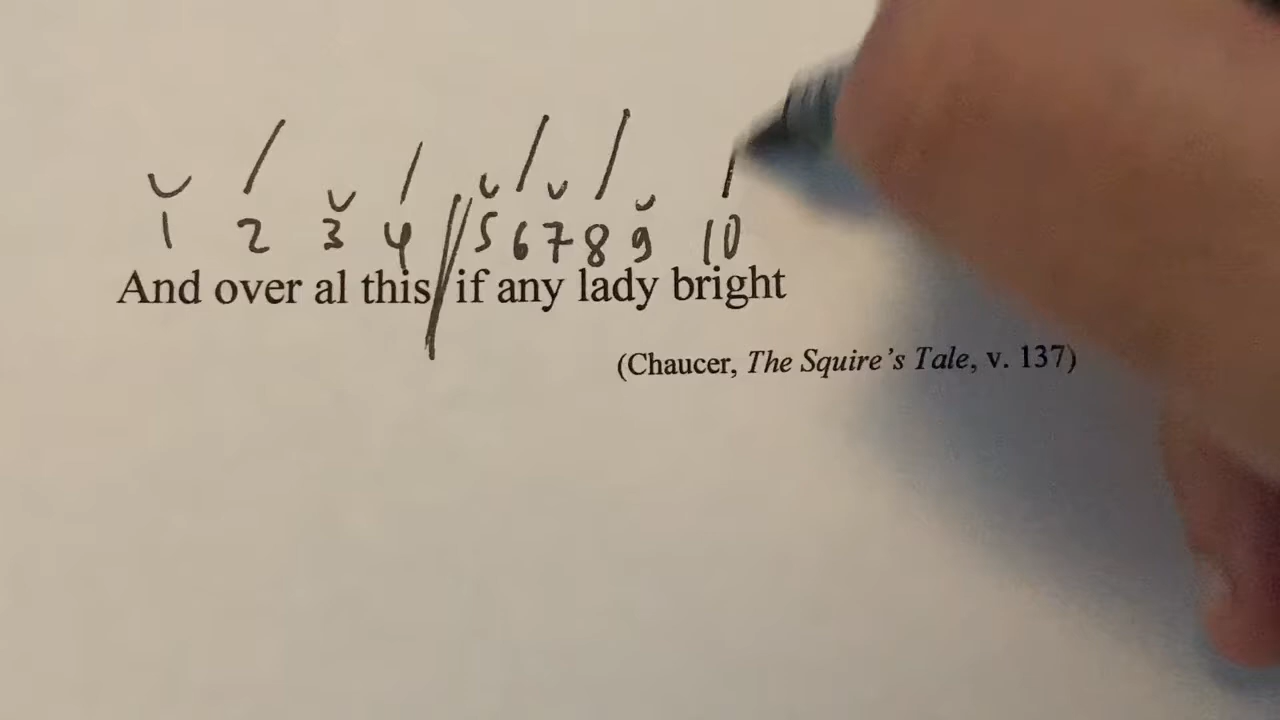 1 2 3 4 // 5 6 7 8 9 10
And over al this // if any lady bright
(Chaucer, The Squire's Tale, v. 137)